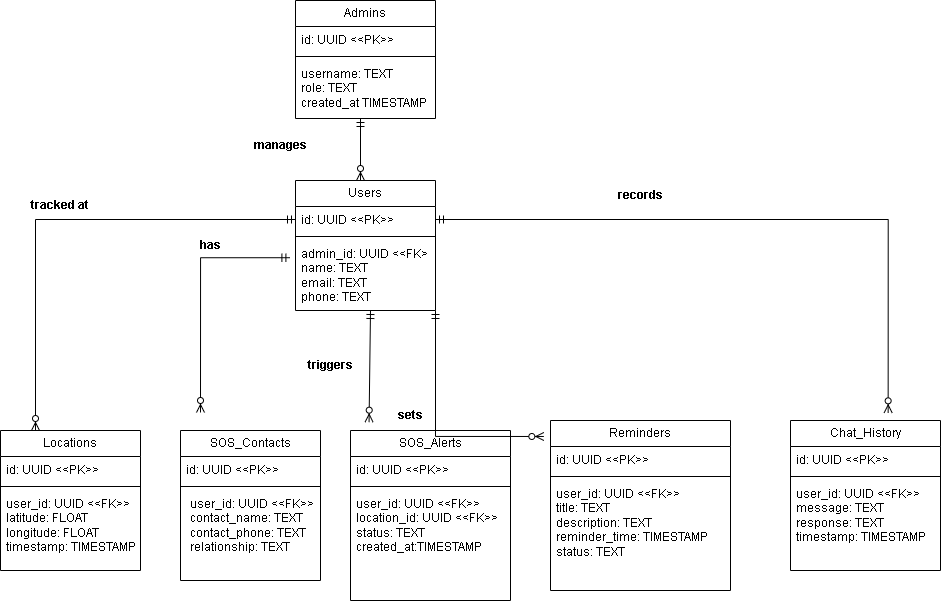 Admins
id: UUID <<PK>>
username: TEXT
role: TEXT
created_at TIMESTAMP
manages
Users
id: UUID <<PK>>
admin_id: UUID <<FK>
name: TEXT
email: TEXT
phone: TEXT
tracked at
has
records
triggers
sets
Locations
id: UUID <<PK>>
user_id: UUID <<FK>>
latitude: FLOAT
longitude: FLOAT
timestamp: TIMESTAMP
SOS_Contacts
id: UUID <<PK>>
user_id: UUID <<FK>>
contact_name: TEXT
contact_phone: TEXT
relationship: TEXT
SOS_Alerts
id: UUID <<PK>>
user_id: UUID <<FK>>
location_id: UUID <<FK>>
status: TEXT
created_at:TIMESTAMP
Reminders
id: UUID <<PK>>
user_id: UUID <<FK>>
title: TEXT
description: TEXT
reminder_time: TIMESTAMP
status: TEXT
Chat_History
id: UUID <<PK>>
user_id: UUID <<FK>>
message: TEXT
response: TEXT
timestamp: TIMESTAMP